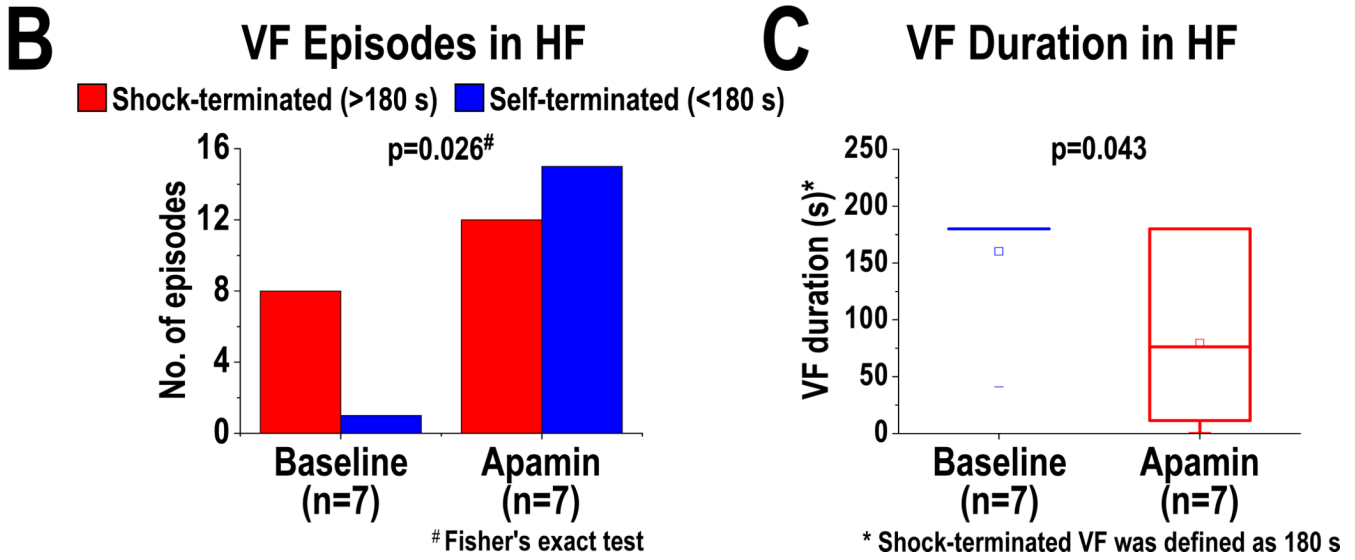 B
VF Episodes in HF
Shock-terminated (>180 s)
Self-terminated (<180 s)
p=0.026#
No. of episodes
16
12
8
4
0
Baseline
(n=7)
Apamin
(n=7)
# Fisher's exact test
C
VF Duration in HF
p=0.043
VF duration (s)*
250
200
150
100
50
0
Baseline
(n=7)
Apamin
(n=7)
* Shock-terminated VF was defined as 180 s